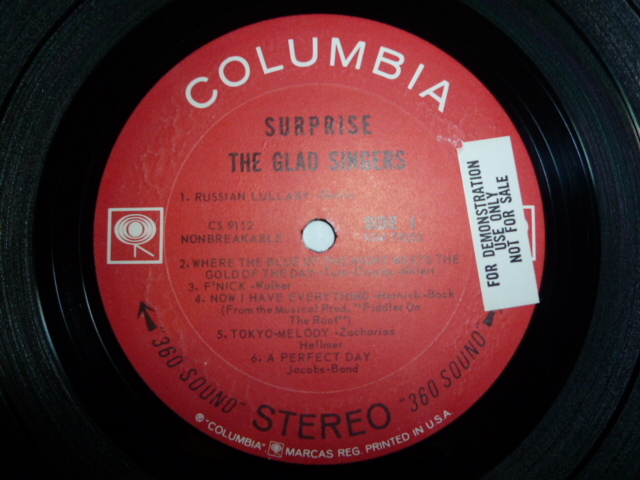 COLUMBIA
SURPRISE
THE GLAD SINGERS
1. RUSSIAN LULLABY
CS 9112
SIDE 1
NONBREAKABLE
2. WHERE THE BLUE OF THE NIGHT MEETS THE
GOLD OF THE DAY
3. F'NICK -Walker
4. NOW I HAVE EVERYTHING -Harnick-Bock
(From the Musical Prod. "Fiddler On
The Roof")
5. TOKYO-MELODY -Zacharras
Hellmer
6. A PERFECT DAY
Jacobs-Bond
FOR DEMONSTRATION
USE ONLY
NOT FOR SALE
"360 SOUND" STEREO "360 SOUND"
® "COLUMBIA", MARCAS REG. PRINTED IN U.S.A.